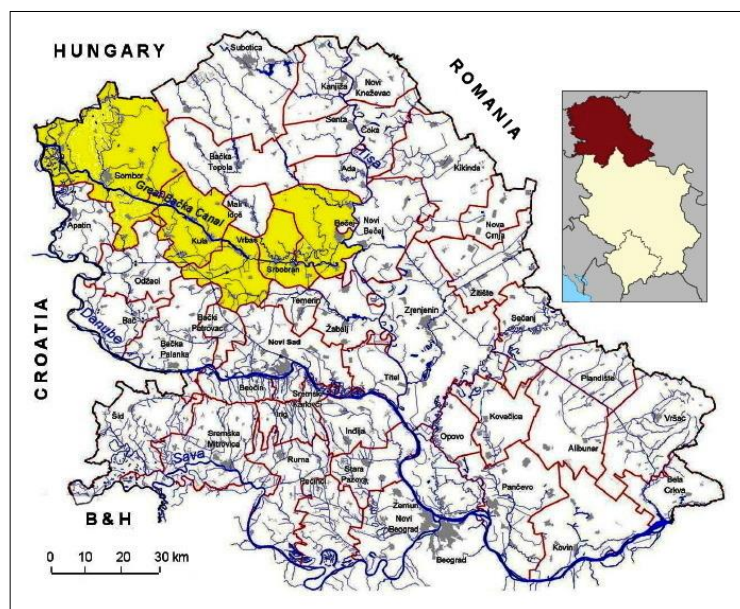 HUNGARY
ROMANIA
CROATIA
B&H
Subotica
Kanjiža
Novi
Kneževac
Senta
Čoka
Tisa
Bačka
Topola
Ada
Kikinda
Sombor
Great Bačka Canal
Mali
Iđoš
Apatin
Kula
Vrbas
Bečej
Novi
Bečej
Nova
Crnja
Srbobran
Odžaci
Temerin
Žitište
Bač
Bački
Petrovac
Žabalj
Zrenjanin
Sečanj
Danube
Bačka
Palanka
Novi Sad
Titel
Plandište
Beočin
Sremski
Karlovci
Kovačica
Vršac
Šid
Irig
Sremska
Mitrovica
Inđija
Opovo
Alibunar
Sava
Ruma
Stara
Pazova
Pećinci
Pančevo
Bela
Crkva
Zemun
Novi
Beograd
Beograd
Kovin
0 10 20 30 km